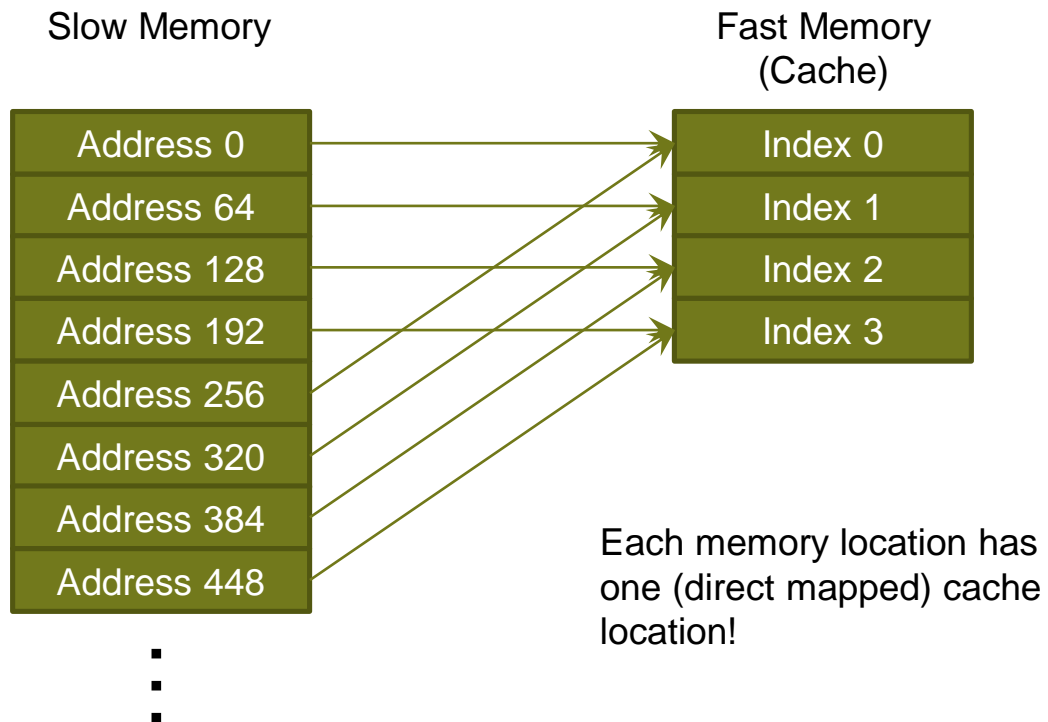 Slow Memory
Fast Memory
(Cache)
Address 0
Address 64
Address 128
Address 192
Address 256
Address 320
Address 384
Address 448
Index 0
Index 1
Index 2
Index 3
Each memory location has
one (direct mapped) cache
location!